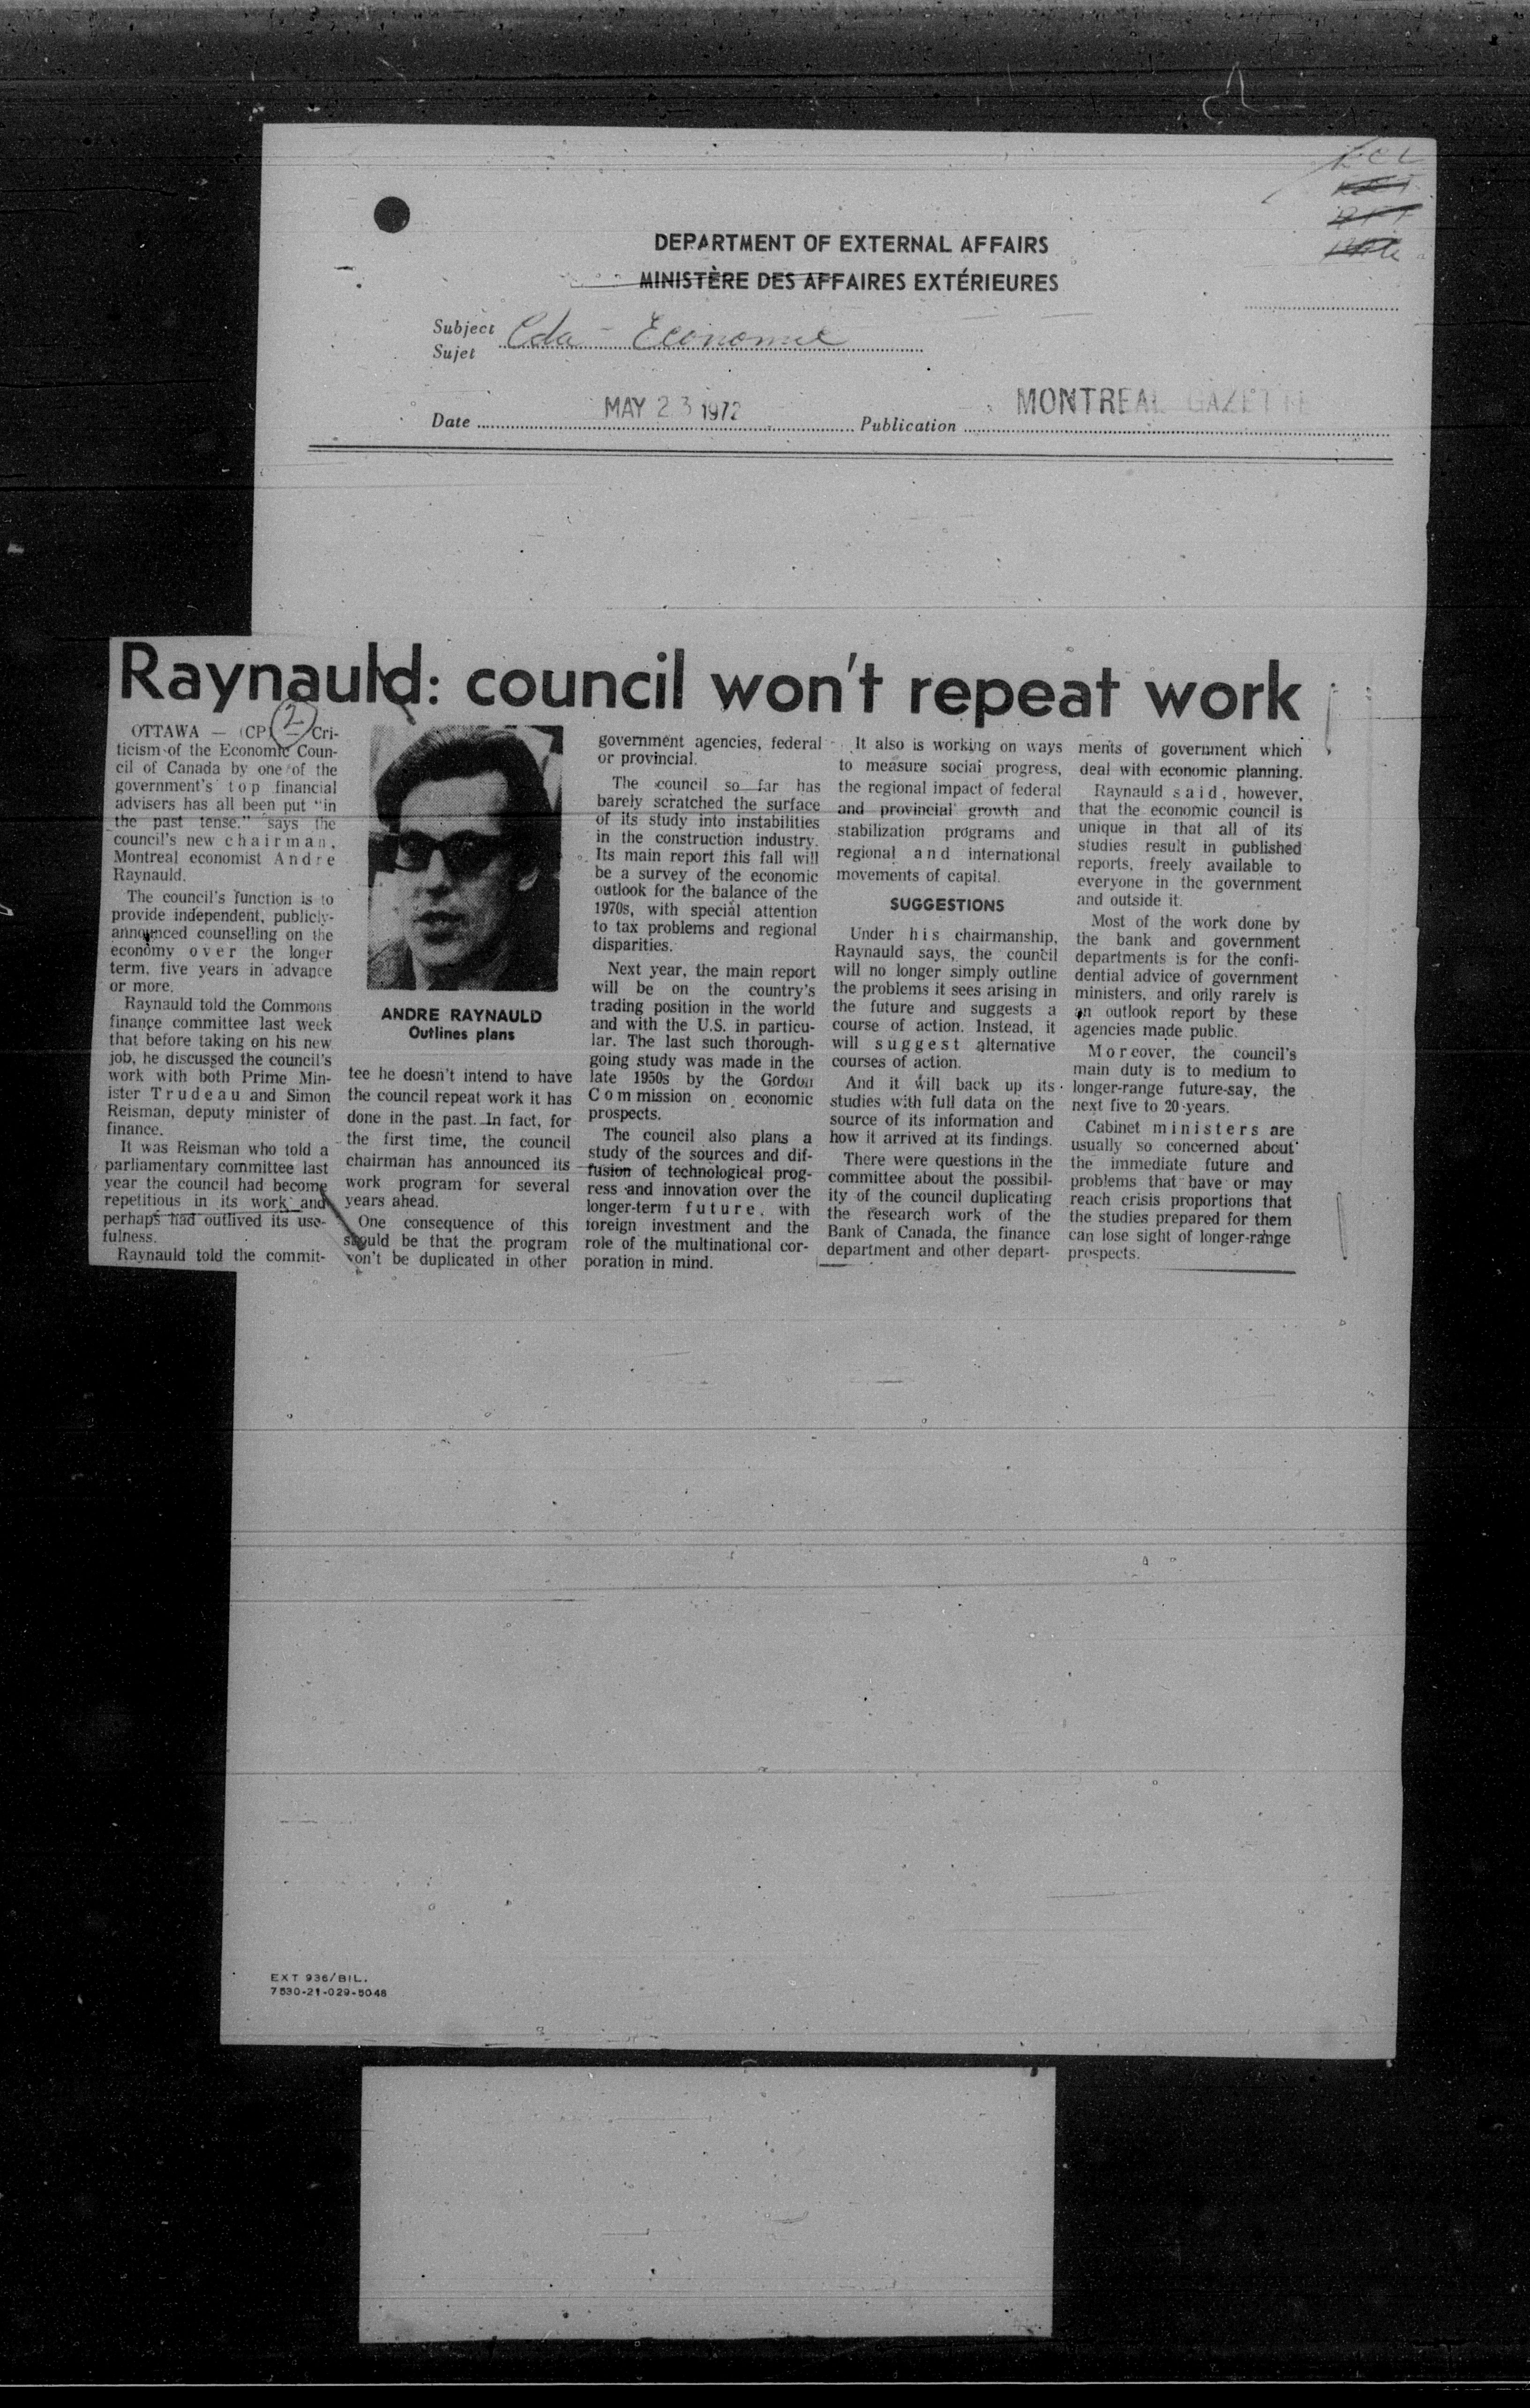 DEPARTMENT OF EXTERNAL AFFAIRS
MINISTÈRE DES AFFAIRES EXTÉRIEURES
Subject
Sujet
Cda - Economic
Date MAY 23 1972 Publication MONTREAL GAZETTE
Raynauld: council won't repeat work
2
OTTAWA — (CP) — Cri-
ticism of the Economic Coun-
cil of Canada by one of the
government's top financial
advisers has all been put "in
the past tense." says the
council's new chairman,
Montreal economist Andre
Raynauld.
The council's function is to
provide independent, publicly-
announced counselling on the
economy over the longer
term, five years in advance
or more.
Raynauld told the Commons
finance committee last week
that before taking on his new
job, he discussed the council's
work with both Prime Min-
ister Trudeau and Simon
Reisman, deputy minister of
finance.
It was Reisman who told a
parliamentary committee last
year the council had become
repetitious in its work and
perhaps had outlived its use-
fulness.
Raynauld told the commit-
ANDRE RAYNAULD
Outlines plans
tee he doesn't intend to have
the council repeat work it has
done in the past. In fact, for
the first time, the council
chairman has announced its
work program for several
years ahead.
One consequence of this
should be that the program
won't be duplicated in other
government agencies, federal
or provincial.
The council so far has
barely scratched the surface
of its study into instabilities
in the construction industry.
Its main report this fall will
be a survey of the economic
outlook for the balance of the
1970s, with special attention
to tax problems and regional
disparities.
Next year, the main report
will be on the country's
trading position in the world
and with the U.S. in particu-
lar. The last such thorough-
going study was made in the
late 1950s by the Gordon
Commission on economic
prospects.
The council also plans a
study of the sources and dif-
fusion of technological prog-
ress and innovation over the
longer-term future, with
foreign investment and the
role of the multinational cor-
poration in mind.
It also is working on ways
to measure social progress,
the regional impact of federal
and provincial growth and
stabilization programs and
regional and international
movements of capital.
SUGGESTIONS
Under his chairmanship,
Raynauld says, the council
will no longer simply outline
the problems it sees arising in
the future and suggests a
course of action. Instead, it
will suggest alternative
courses of action.
And it will back up its
studies with full data on the
source of its information and
how it arrived at its findings.
There were questions in the
committee about the possibil-
ity of the council duplicating
the research work of the
Bank of Canada, the finance
department and other depart-
ments of government which
deal with economic planning.
Raynauld said, however,
that the economic council is
unique in that all of its
studies result in published
reports, freely available to
everyone in the government
and outside it.
Most of the work done by
the bank and government
departments is for the confi-
dential advice of government
ministers, and only rarely is
an outlook report by these
agencies made public.
Moreover, the council's
main duty is to medium to
longer-range future-say, the
next five to 20 years.
Cabinet ministers are
usually so concerned about
the immediate future and
problems that have or may
reach crisis proportions that
the studies prepared for them
can lose sight of longer-range
prospects.
EXT 936/BIL.
7530-21-029-5046